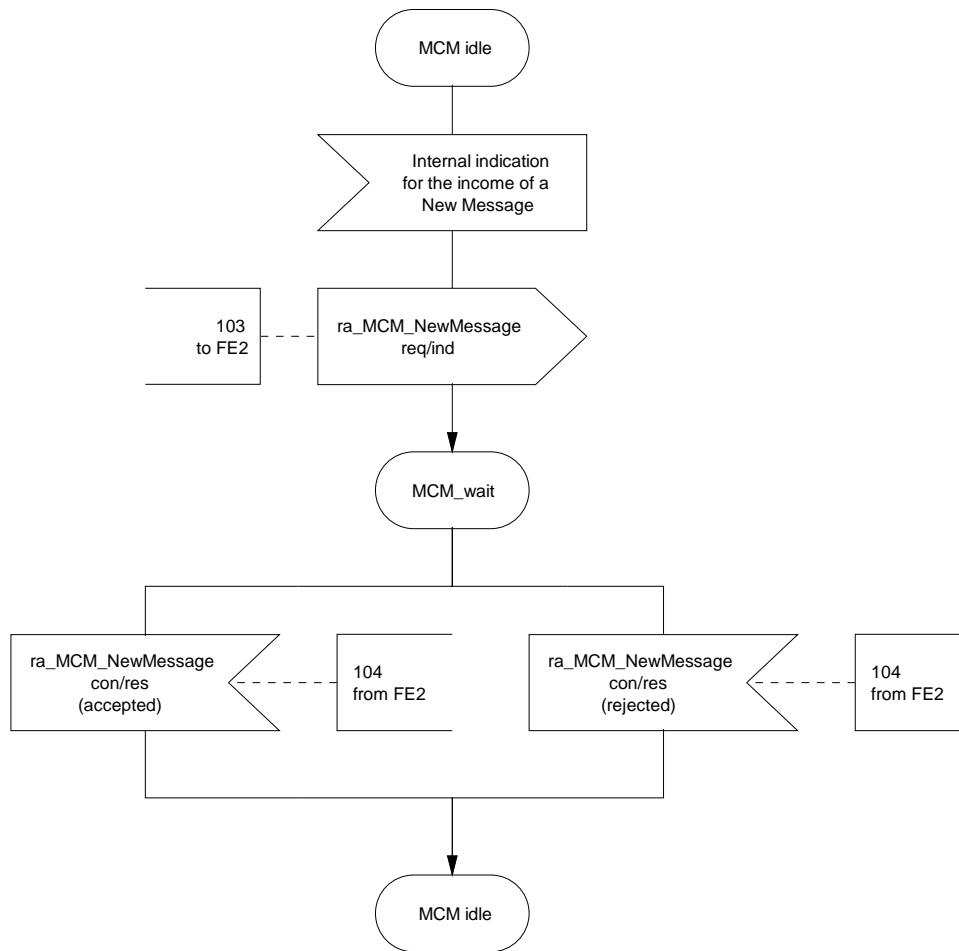 MCM idle
Internal indication
for the income of a
New Message
103
to FE2
ra_MCM_NewMessage
req/ind
MCM_wait
ra_MCM_NewMessage
con/res
(accepted)
104
from FE2
ra_MCM_NewMessage
con/res
(rejected)
104
from FE2
MCM idle